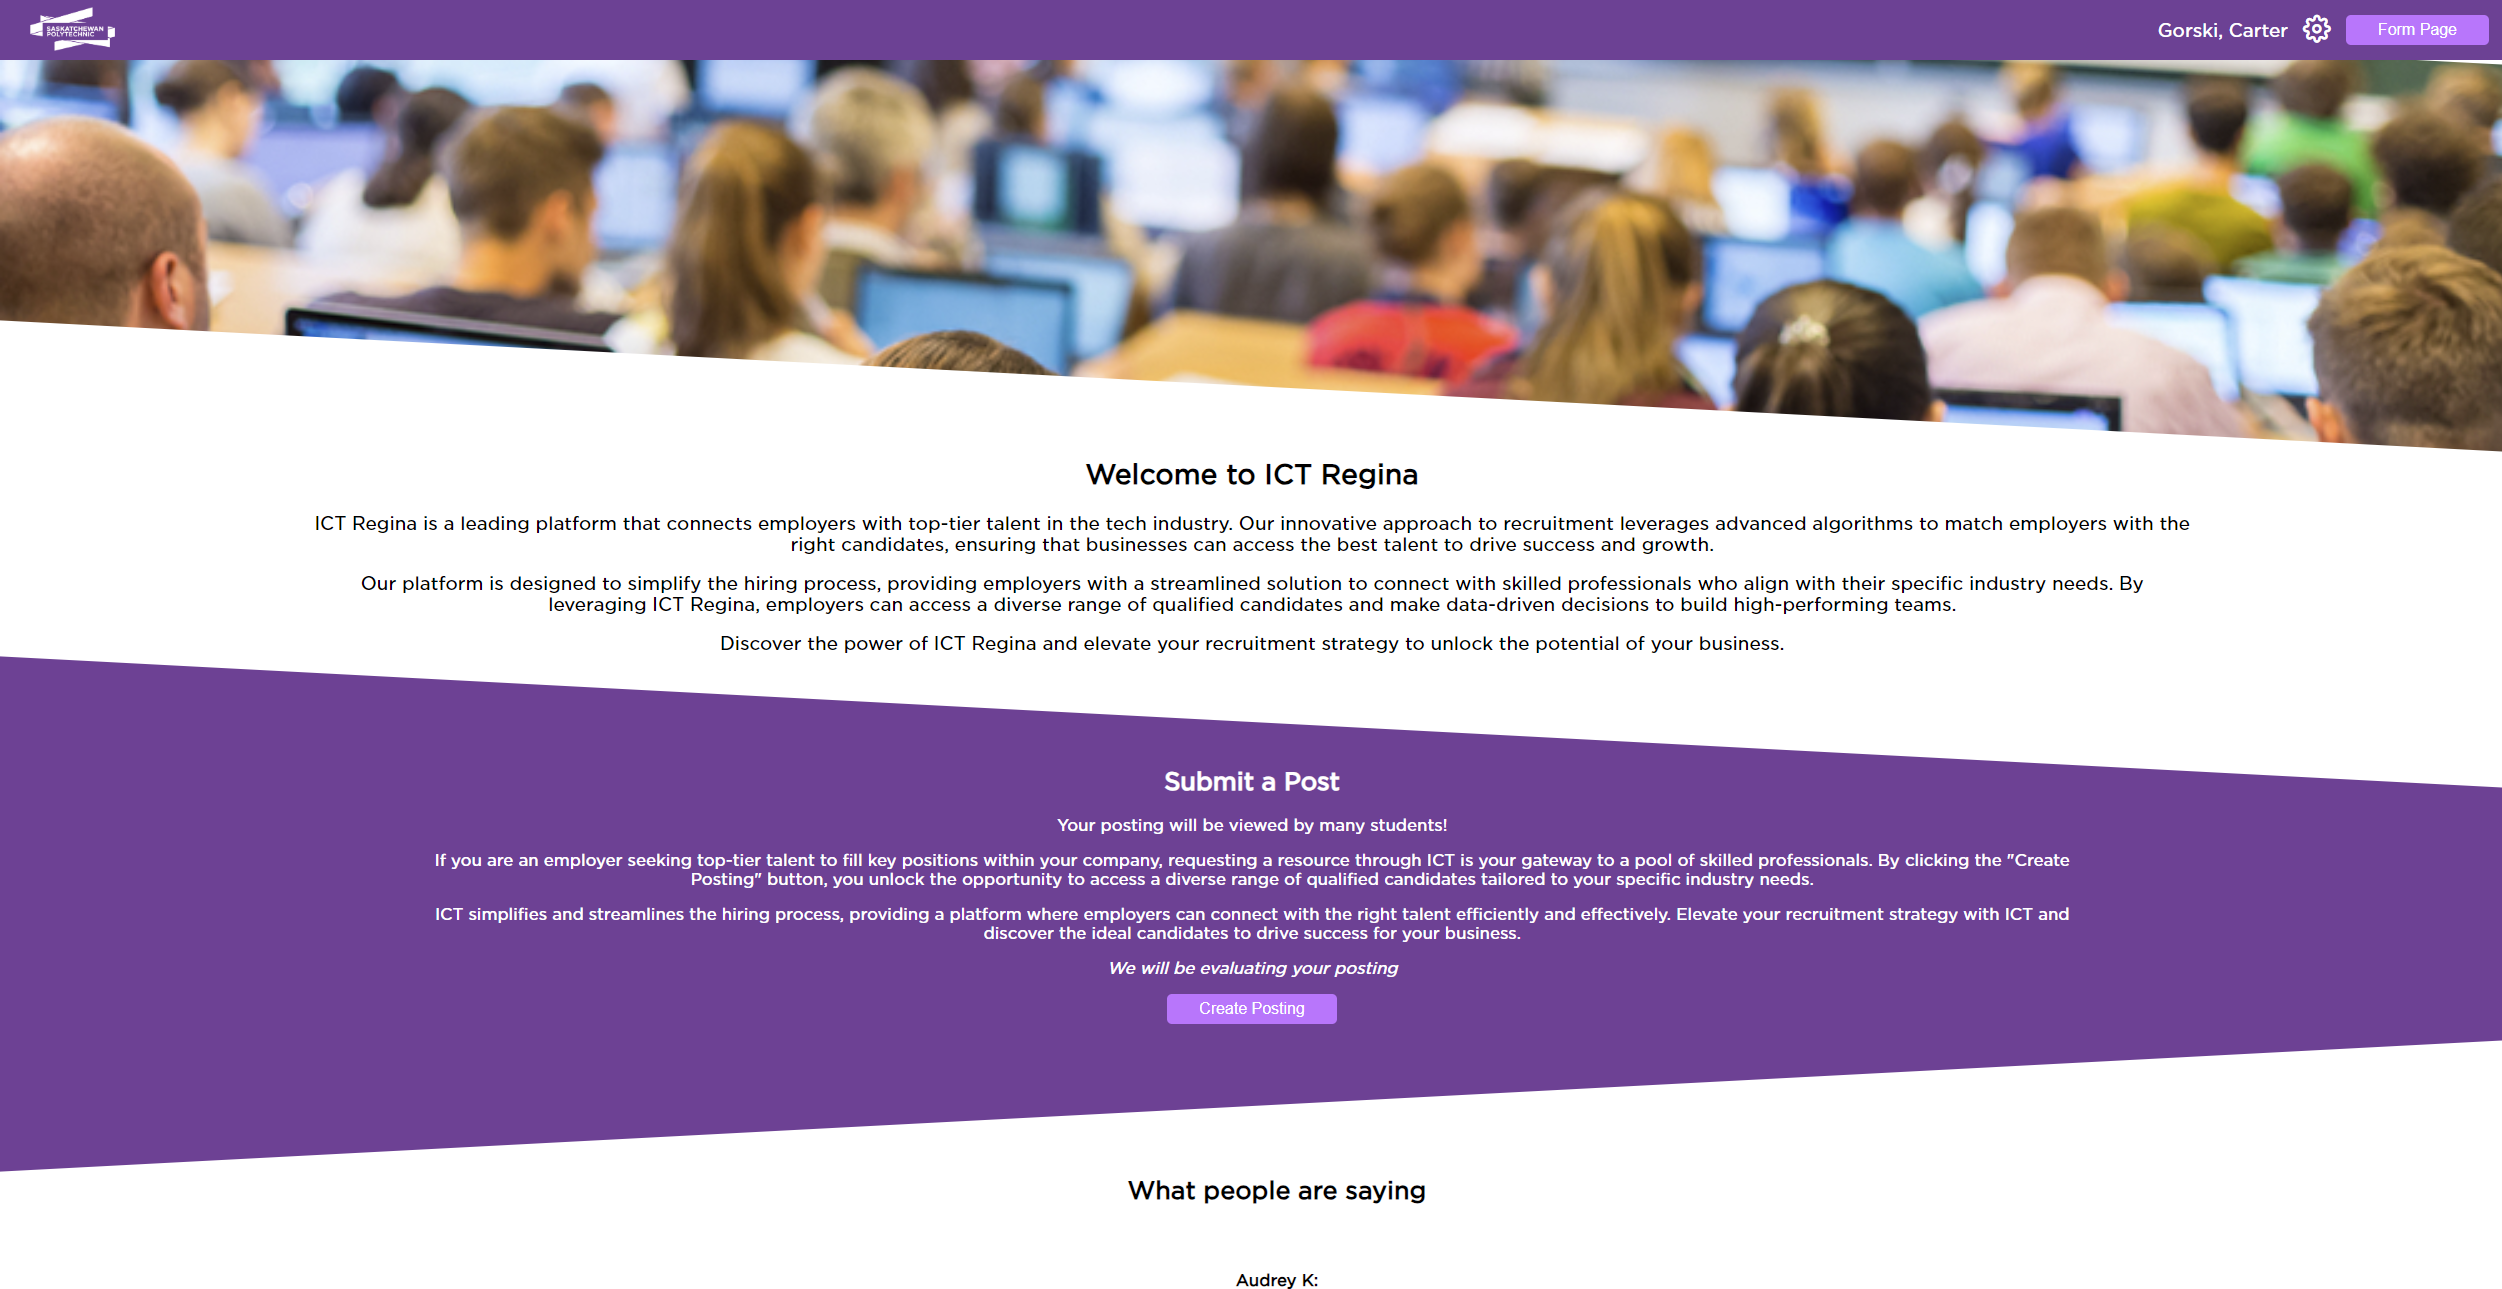 SASKATCHEWAN
POLYTECHNIC
Gorski, Carter
Form Page
Welcome to ICT Regina
ICT Regina is a leading platform that connects employers with top-tier talent in the tech industry. Our innovative approach to recruitment leverages advanced algorithms to match employers with the
right candidates, ensuring that businesses can access the best talent to drive success and growth.
Our platform is designed to simplify the hiring process, providing employers with a streamlined solution to connect with skilled professionals who align with their specific industry needs. By
leveraging ICT Regina, employers can access a diverse range of qualified candidates and make data-driven decisions to build high-performing teams.
Discover the power of ICT Regina and elevate your recruitment strategy to unlock the potential of your business.
Submit a Post
Your posting will be viewed by many students!
If you are an employer seeking top-tier talent to fill key positions within your company, requesting a resource through ICT is your gateway to a pool of skilled professionals. By clicking the "Create
Posting" button, you unlock the opportunity to access a diverse range of qualified candidates tailored to your specific industry needs.
ICT simplifies and streamlines the hiring process, providing a platform where employers can connect with the right talent efficiently and effectively. Elevate your recruitment strategy with ICT and
discover the ideal candidates to drive success for your business.
We will be evaluating your posting
Create Posting
What people are saying
Audrey K: